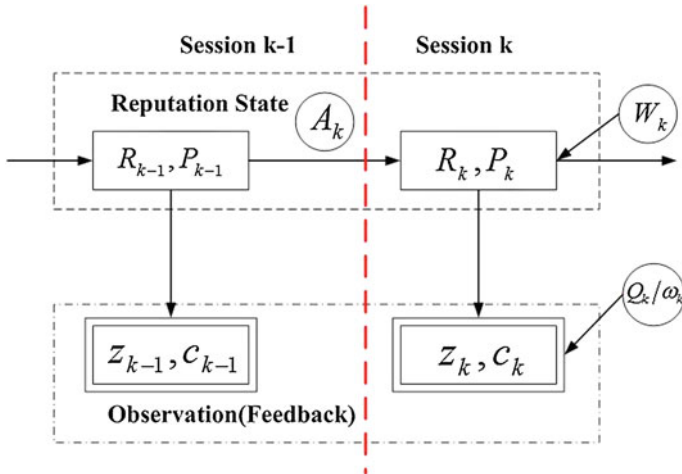 Session k-1
Session k
Reputation State
A_k
W_k
R_{k-1}, P_{k-1}
R_k, P_k
Q_k/ω_k
z_{k-1}, c_{k-1}
z_k, c_k
Observation(Feedback)